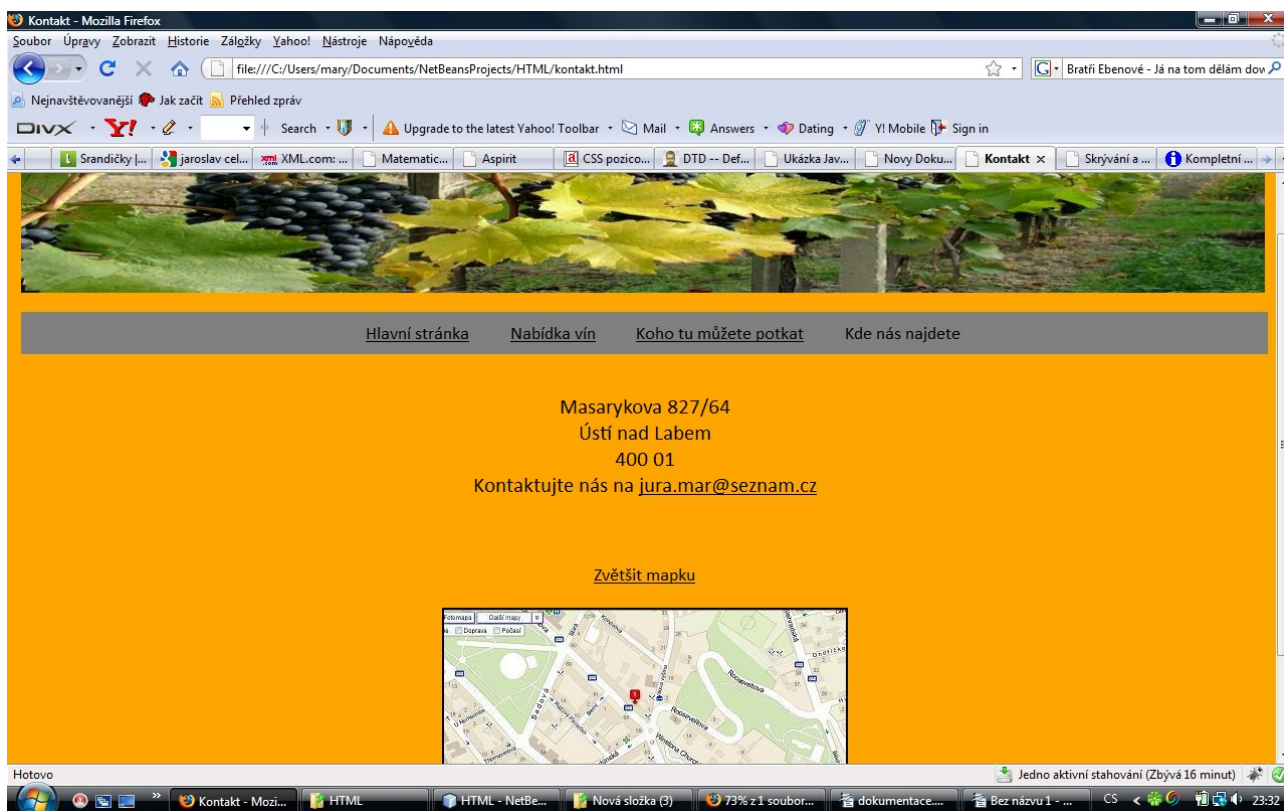 Kontakt - Mozilla Firefox
Soubor Úpravy Zobrazit Historie Záložky Yahoo! Nástroje Nápověda
file:///C:/Users/mary/Documents/NetBeansProjects/HTML/kontakt.html G Bratři Ebenové - Já na tom dělám dow
Nejnavštěvovanější Jak začít Přehled zpráv
DIVX Y! Search Upgrade to the latest Yahoo! Toolbar Mail Answers Dating Y! Mobile Sign in
Srandičky |... jaroslav cel... XML.com: ... Matematic... Aspirit CSS pozico... DTD -- Def... Ukázka Jav... Novy Doku... Kontakt Skrývání a ... Kompletní ...
Hlavní stránka Nabídka vín Koho tu můžete potkat Kde nás najdete
Masarykova 827/64
Ústí nad Labem
400 01
Kontaktujte nás na jura.mar@seznam.cz
Zvětšit mapku
Fotomapa Další mapy
Doprava Počasí
Sadová
Rooseveltova
Rooseveltova
Hotovo Jedno aktivní stahování (Zbývá 16 minut)
Kontakt - Mozi... HTML HTML - NetBe... Nová složka (3) 73% z 1 soubor... dokumentace.... Bez názvu 1 - ... CS 23:32